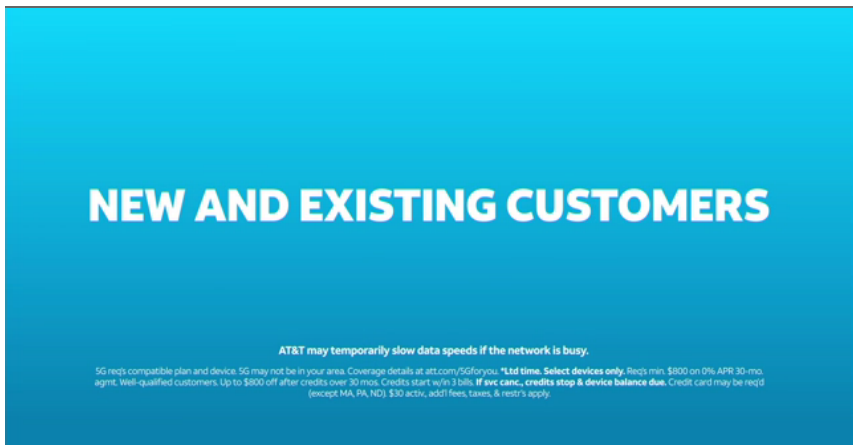 NEW AND EXISTING CUSTOMERS
AT&T may temporarily slow data speeds if the network is busy.
5G req's compatible plan and device. 5G may not be in your area. Coverage details at att.com/5Gforyou. *Ltd time. Select devices only. Req's min. $800 on 0% APR 30-mo.
agmt. Well-qualified customers. Up to $800 off after credits over 30 mos. Credits start w/in 3 bills. If svc canc., credits stop & device balance due. Credit card may be req'd
(except MA, PA, ND). $30 activ., add'l fees, taxes, & restr's apply.